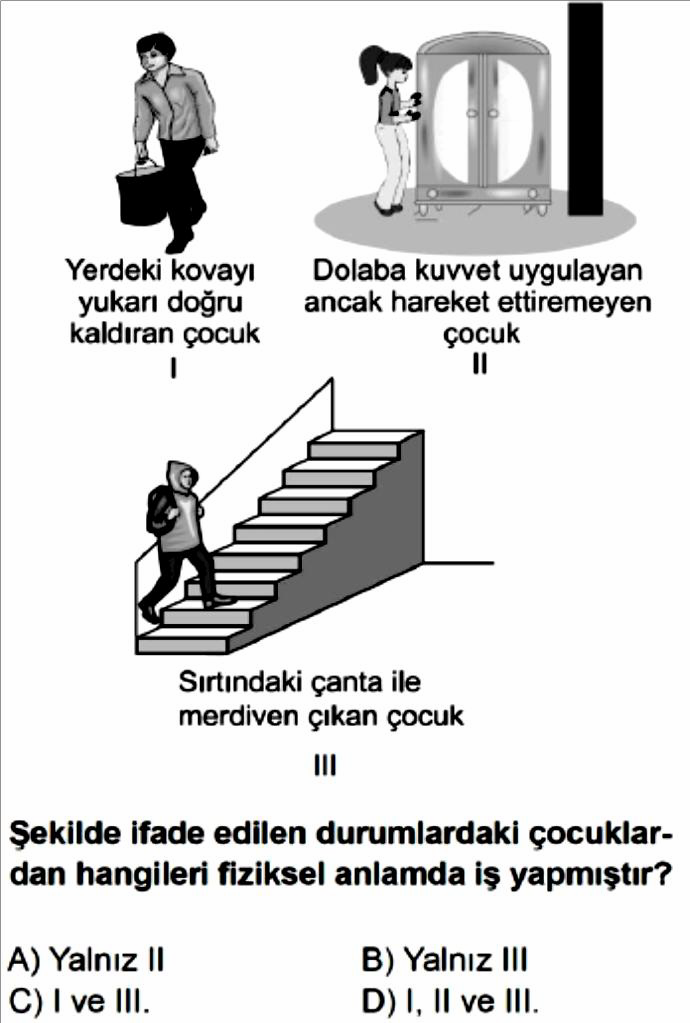 Yerdeki kovayı
yukarı doğru
kaldıran çocuk
I
Dolaba kuvvet uygulayan
ancak hareket ettiremeyen
çocuk
II
Sırtındaki çanta ile
merdiven çıkan çocuk
III
Şekilde ifade edilen durumlardaki çocuklar-
dan hangileri fiziksel anlamda iş yapmıştır?
A) Yalnız II
B) Yalnız III
C) I ve III.
D) I, II ve III.